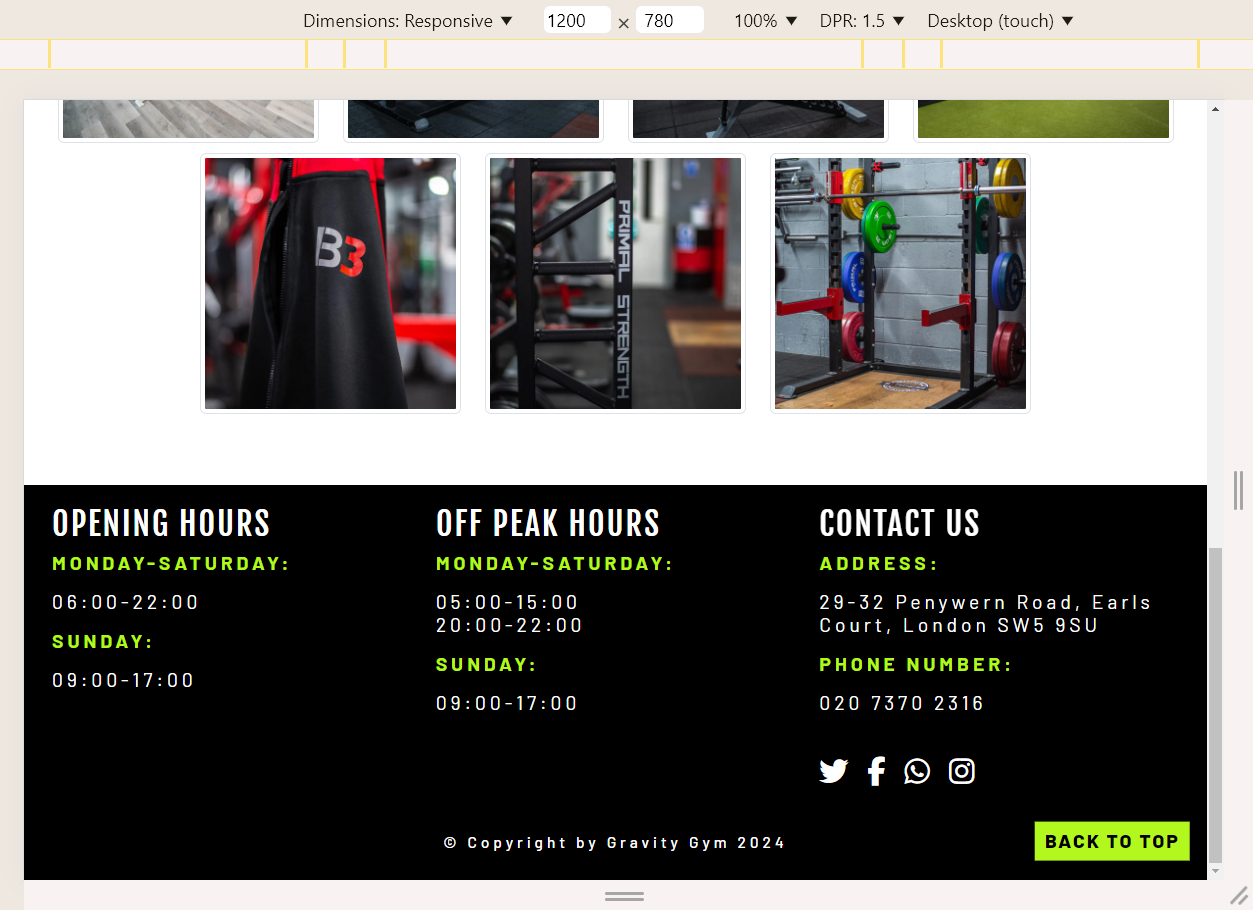 Dimensions: Responsive ▼ 1200 × 780 100% ▼ DPR: 1.5 ▼ Desktop (touch) ▼
B3
PRIMAL STRENGTH
OPENING HOURS
MONDAY-SATURDAY:
06:00-22:00
SUNDAY:
09:00-17:00
OFF PEAK HOURS
MONDAY-SATURDAY:
05:00-15:00
20:00-22:00
SUNDAY:
09:00-17:00
CONTACT US
ADDRESS:
29-32 Penywern Road, Earls
Court, London SW5 9SU
PHONE NUMBER:
020 7370 2316
© Copyright by Gravity Gym 2024
BACK TO TOP